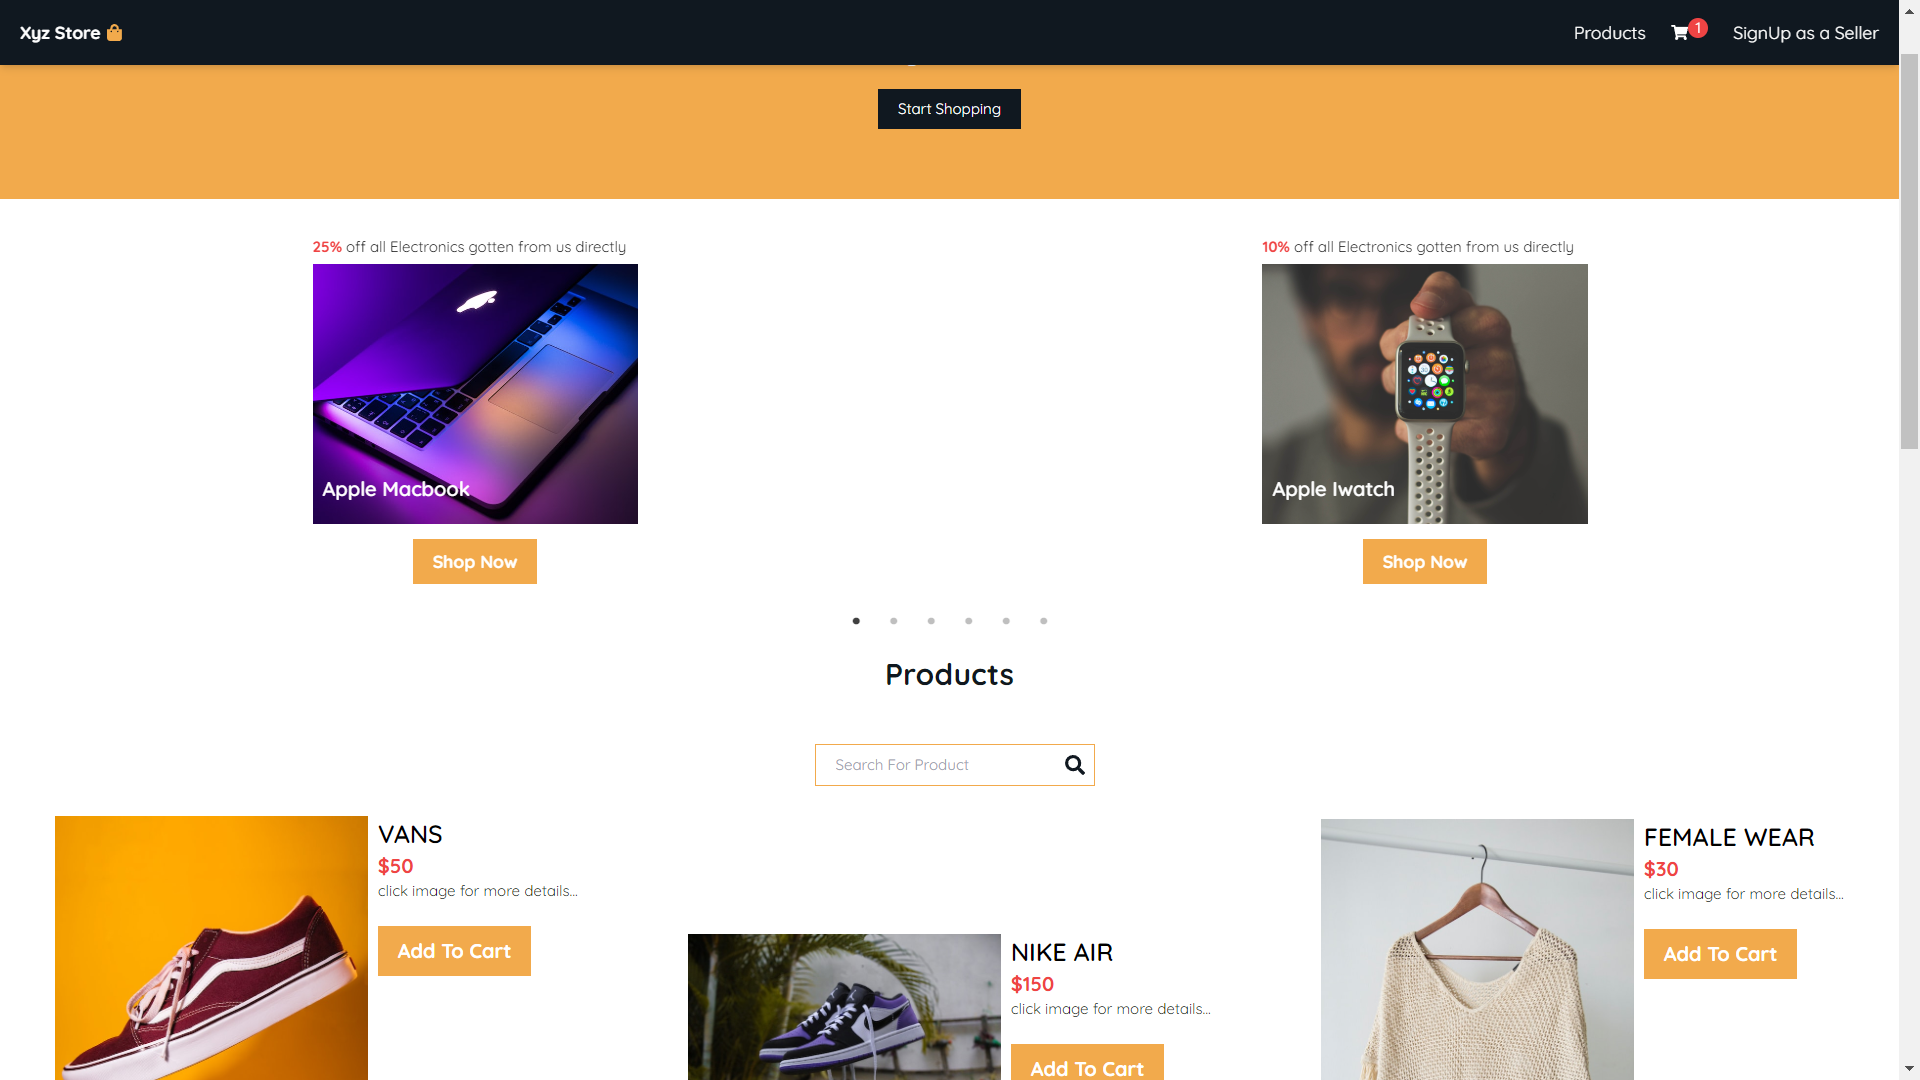 Xyz Store
Products
1
SignUp as a Seller
Start Shopping
25% off all Electronics gotten from us directly
Apple Macbook
Shop Now
10% off all Electronics gotten from us directly
Apple Iwatch
Shop Now
Products
Search For Product
VANS
$50
click image for more details...
Add To Cart
NIKE AIR
$150
click image for more details...
Add To Cart
FEMALE WEAR
$30
click image for more details...
Add To Cart